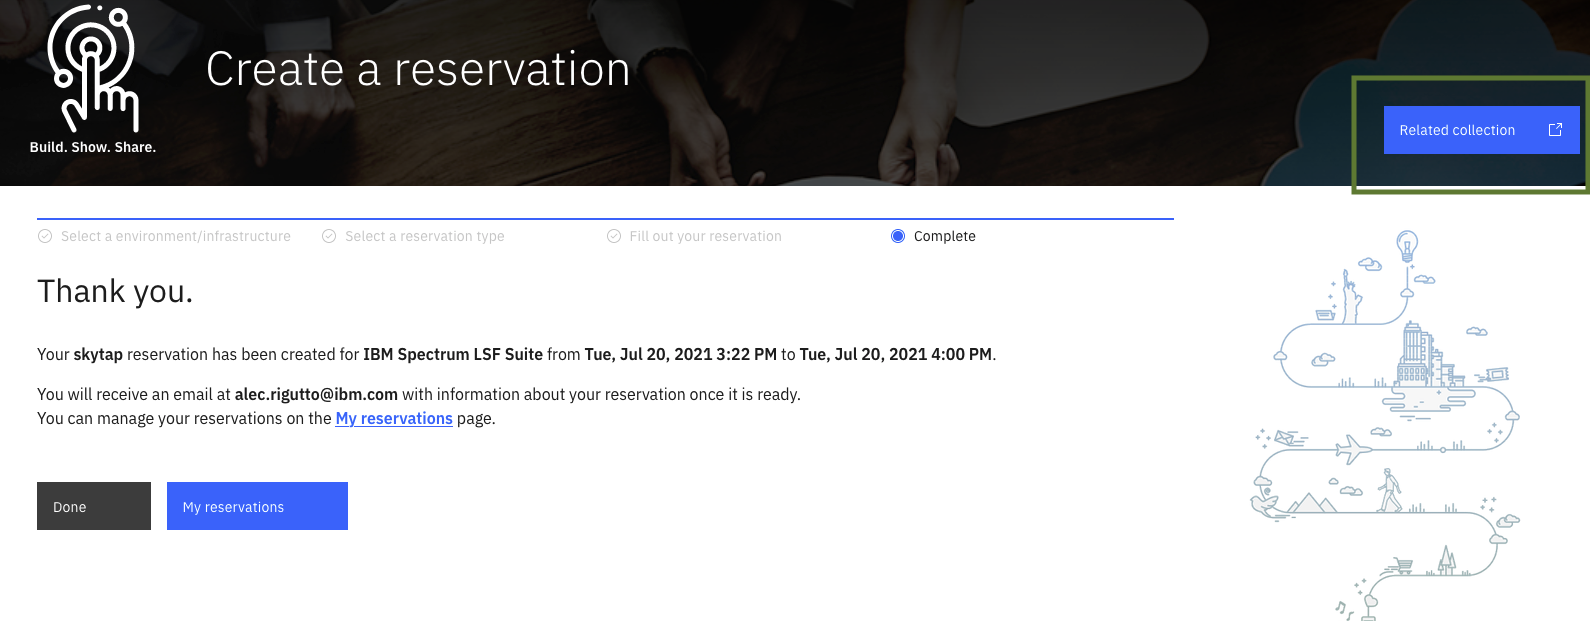 Create a reservation
Build. Show. Share.
Related collection
Select a environment/infrastructure
Select a reservation type
Fill out your reservation
Complete
Thank you.
Your skytap reservation has been created for IBM Spectrum LSF Suite from Tue, Jul 20, 2021 3:22 PM to Tue, Jul 20, 2021 4:00 PM.
You will receive an email at alec.rigutto@ibm.com with information about your reservation once it is ready.
You can manage your reservations on the My reservations page.
Done
My reservations